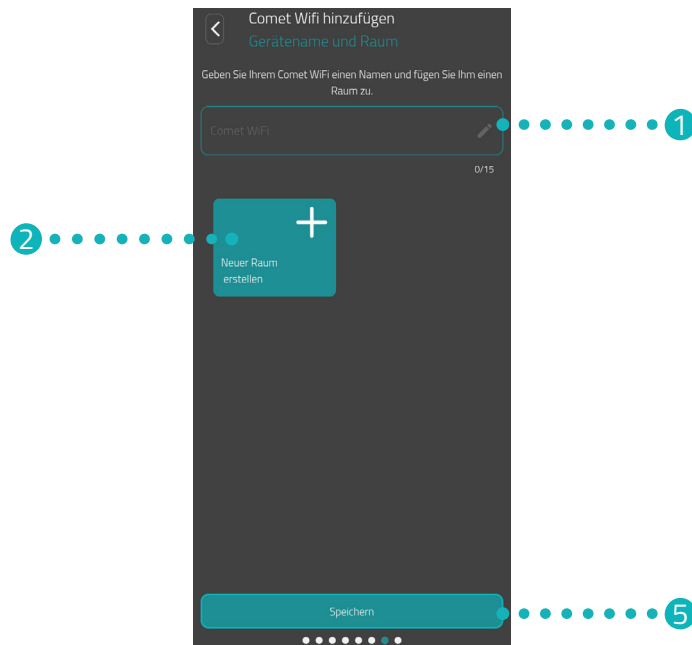 Comet Wifi hinzufügen
Gerätename und Raum
Geben Sie Ihrem Comet WiFi einen Namen und fügen Sie Ihm einen
Raum zu.
Comet WiFi
1
0/15
2
Neuer Raum
erstellen
Speichern
5